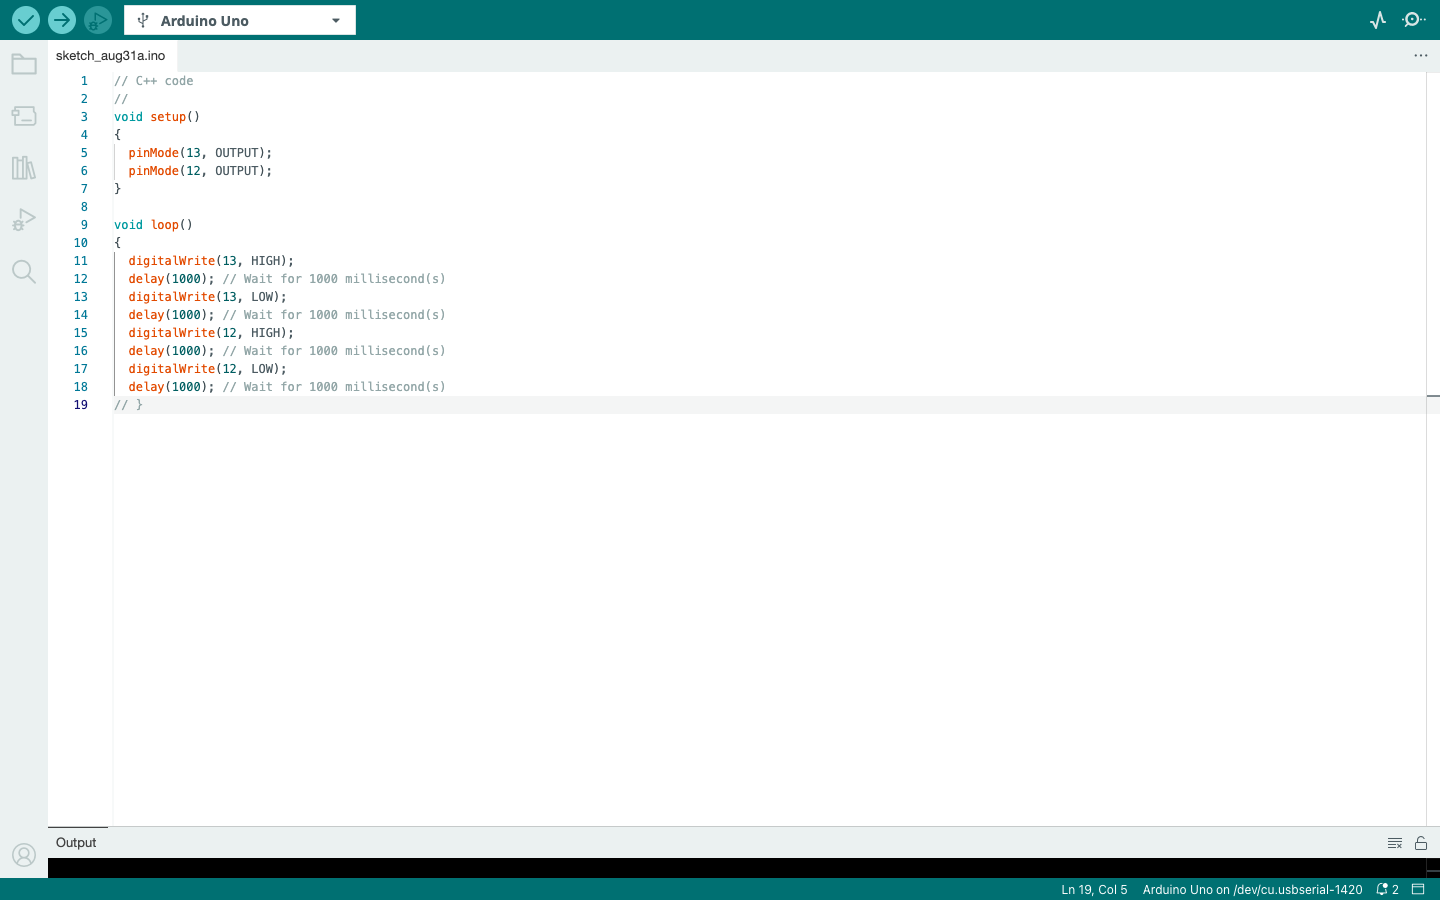 Arduino Uno
sketch_aug31a.ino
1 // C++ code
2 //
3 void setup()
4 {
5 pinMode(13, OUTPUT);
6 pinMode(12, OUTPUT);
7 }
8
9 void loop()
10 {
11 digitalWrite(13, HIGH);
12 delay(1000); // Wait for 1000 millisecond(s)
13 digitalWrite(13, LOW);
14 delay(1000); // Wait for 1000 millisecond(s)
15 digitalWrite(12, HIGH);
16 delay(1000); // Wait for 1000 millisecond(s)
17 digitalWrite(12, LOW);
18 delay(1000); // Wait for 1000 millisecond(s)
19 // }
Output
Ln 19, Col 5 Arduino Uno on /dev/cu.usbserial-1420 2